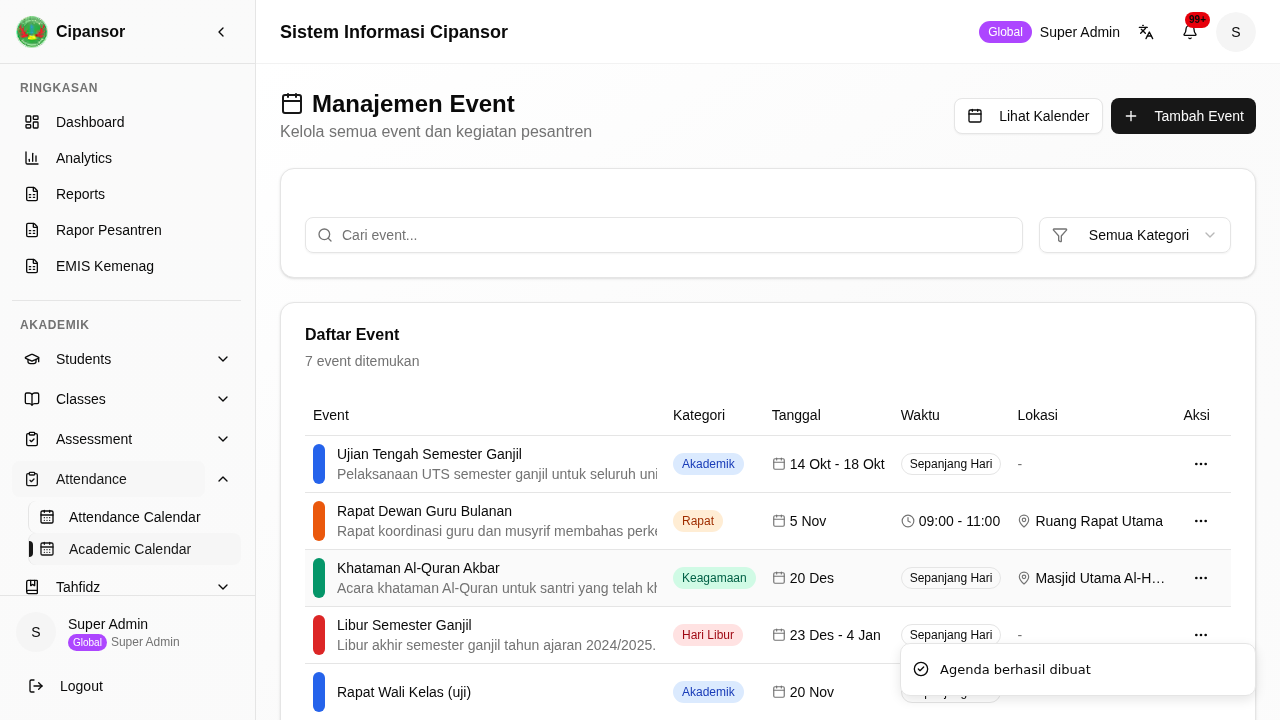 Cipansor
RINGKASAN
Dashboard
Analytics
Reports
Rapor Pesantren
EMIS Kemenag
AKADEMIK
Students
Classes
Assessment
Attendance
Attendance Calendar
Academic Calendar
Tahfidz
S
Super Admin
Global Super Admin
Logout
Sistem Informasi Cipansor
Global Super Admin
99+
S
Manajemen Event
Kelola semua event dan kegiatan pesantren
Lihat Kalender
Tambah Event
Cari event...
Semua Kategori
Daftar Event
7 event ditemukan
Event Kategori Tanggal Waktu Lokasi Aksi
Ujian Tengah Semester Ganjil
Pelaksanaan UTS semester ganjil untuk seluruh uni
Akademik 14 Okt - 18 Okt Sepanjang Hari -
Rapat Dewan Guru Bulanan
Rapat koordinasi guru dan musyrif membahas perke
Rapat 5 Nov 09:00 - 11:00 Ruang Rapat Utama
Khataman Al-Quran Akbar
Acara khataman Al-Quran untuk santri yang telah kh
Keagamaan 20 Des Sepanjang Hari Masjid Utama Al-H...
Libur Semester Ganjil
Libur akhir semester ganjil tahun ajaran 2024/2025.
Hari Libur 23 Des - 4 Jan Sepanjang Hari -
Rapat Wali Kelas (uji)
Akademik 20 Nov
Agenda berhasil dibuat